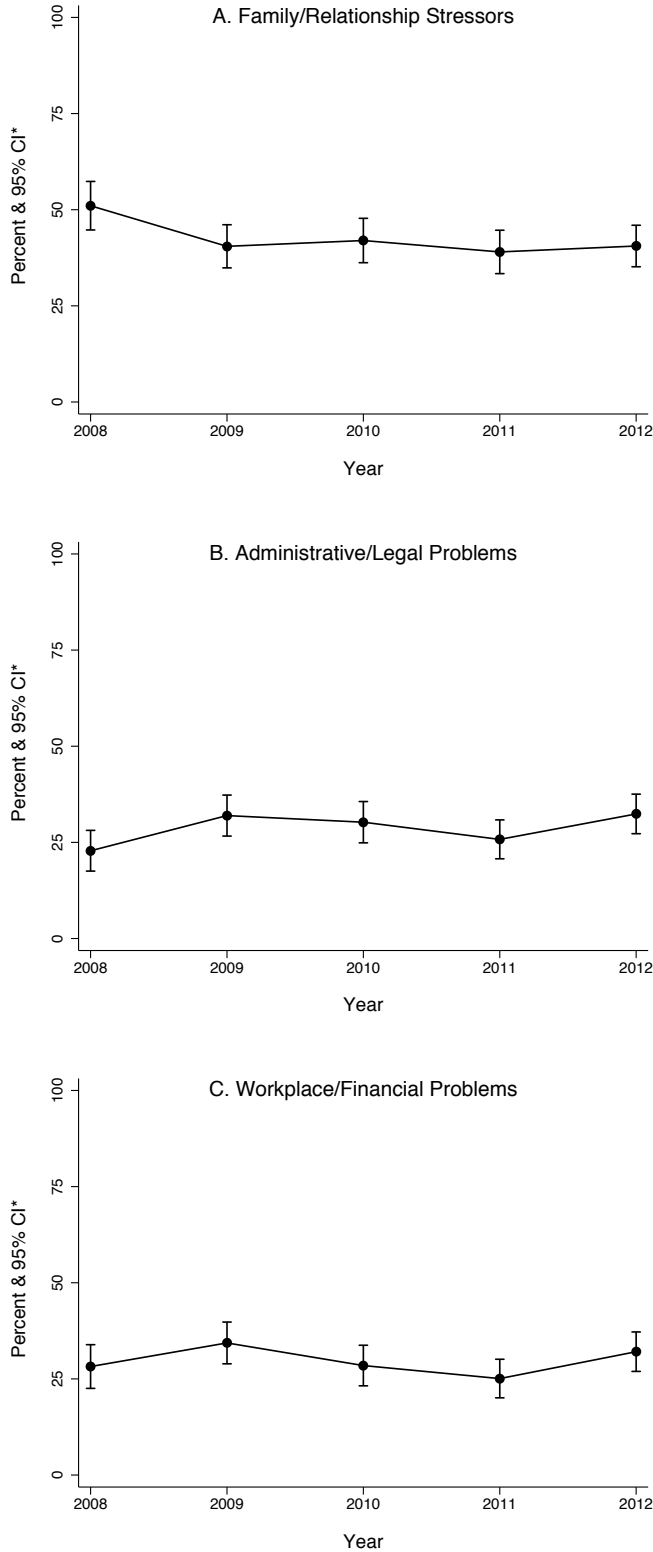 A. Family/Relationship Stressors
100
75
50
25
0
Percent & 95% CI*
2008 2009 2010 2011 2012
Year
B. Administrative/Legal Problems
100
75
50
25
0
Percent & 95% CI*
2008 2009 2010 2011 2012
Year
C. Workplace/Financial Problems
100
75
50
25
0
Percent & 95% CI*
2008 2009 2010 2011 2012
Year